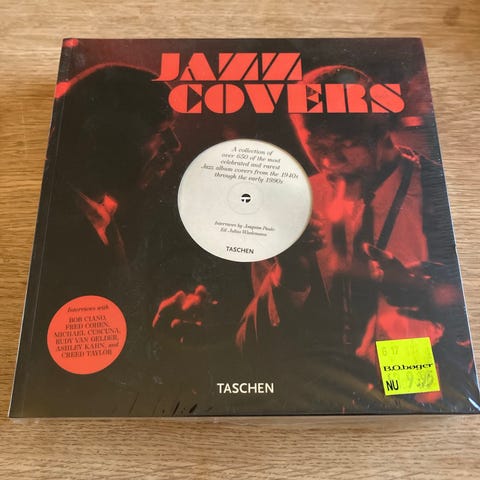 JAZZ
COVERS
A collection of
over 650 of the most
celebrated and rarest
Jazz album covers from the 1940s
through the early 1990s
Interviews by Joaquim Paulo
Ed. Julius Wiedemann
TASCHEN
Interviews with
BOB CIANO,
FRED COHEN,
MICHAEL CUSCUNA,
RUDY VAN GELDER,
ASHLEY KAHN, and
CREED TAYLOR
TASCHEN
6 17
B.O.bøger
NU